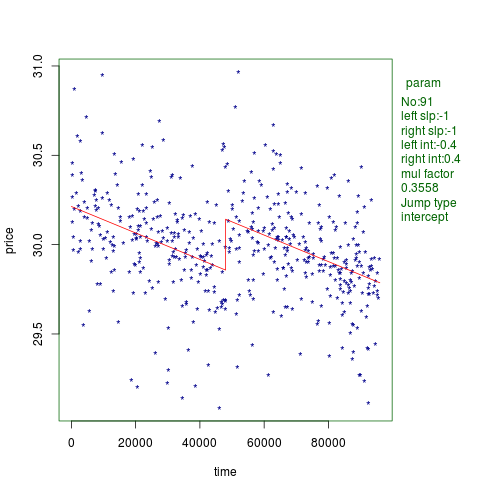 31.0
30.5
30.0
29.5
price
0
20000
40000
60000
80000
time
param
No:91
left slp:-1
right slp:-1
left int:-0.4
right int:0.4
mul factor
0.3558
Jump type
intercept